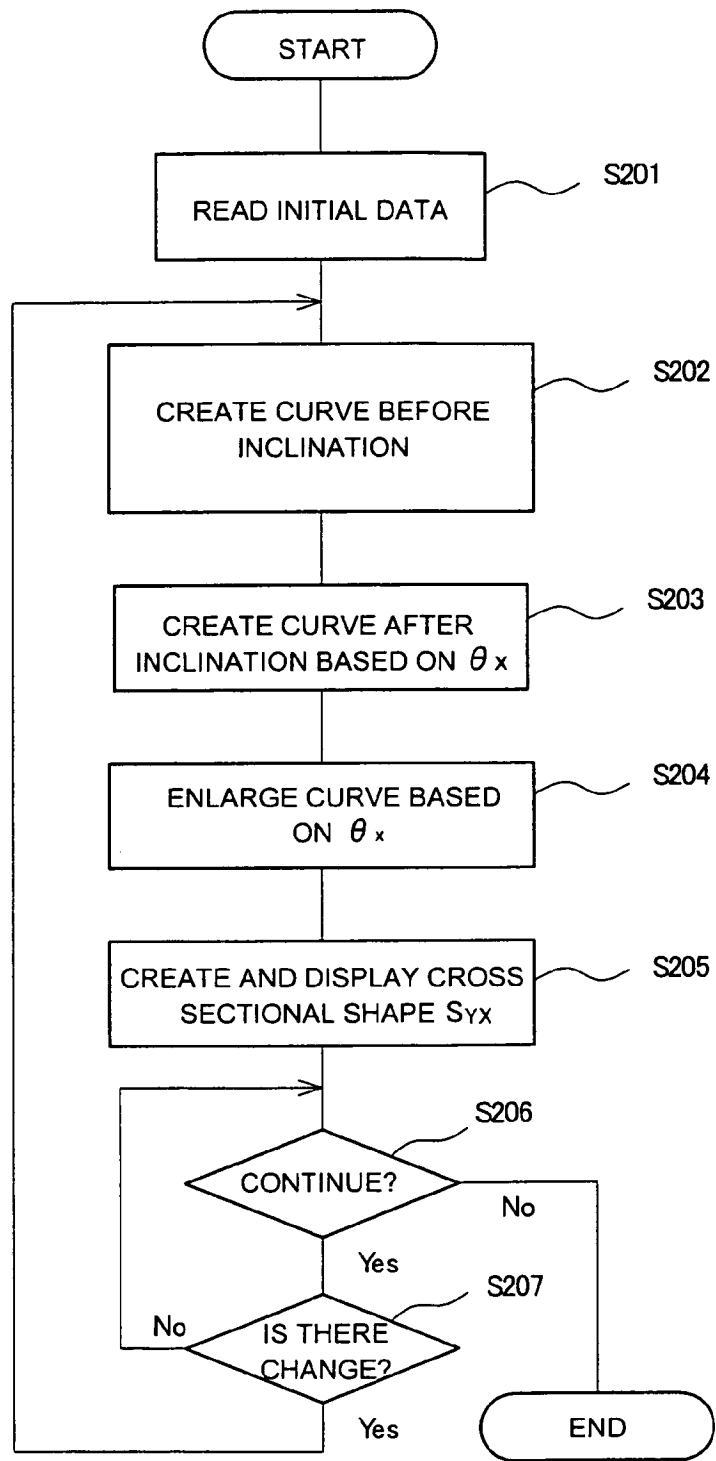 START
READ INITIAL DATA
S201
CREATE CURVE BEFORE
INCLINATION
S202
CREATE CURVE AFTER
INCLINATION BASED ON θx
S203
ENLARGE CURVE BASED
ON θx
S204
CREATE AND DISPLAY CROSS
SECTIONAL SHAPE SYX
S205
CONTINUE?
S206
No
Yes
IS THERE
CHANGE?
S207
No
Yes
END